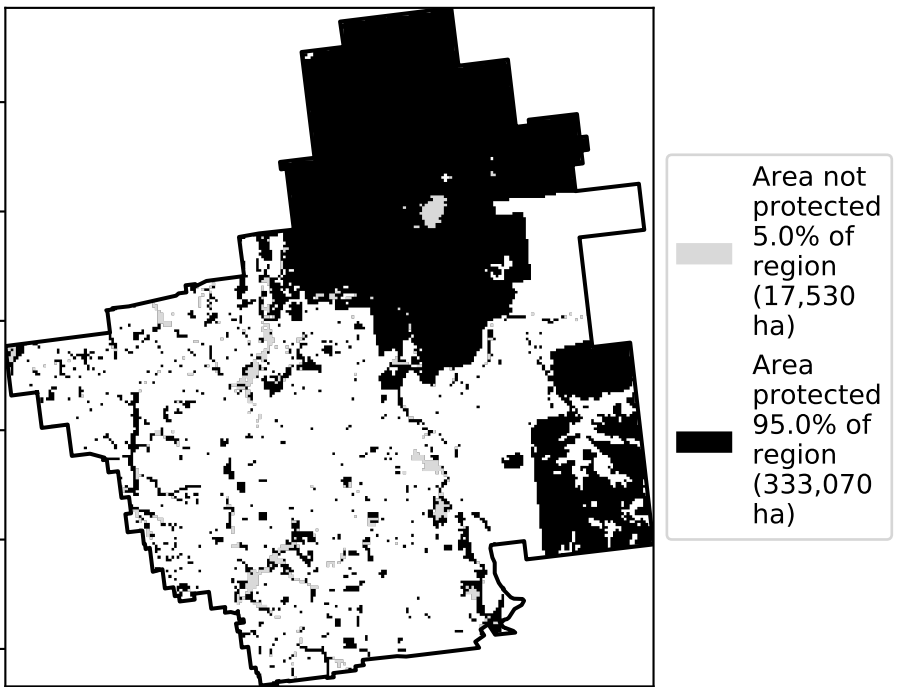 Area not
protected
5.0% of
region
(17,530
ha)
Area
protected
95.0% of
region
(333,070
ha)